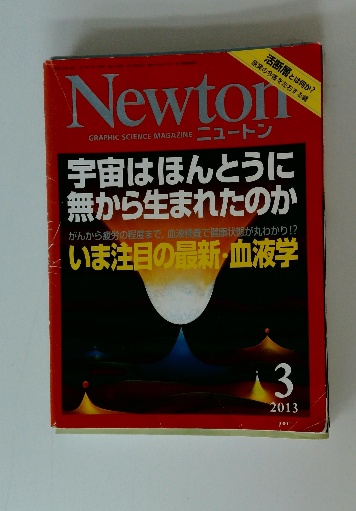 活断層とは何か?
Newton
GRAPHIC SCIENCE MAGAZINE ニュートン
宇宙はほんとうに
無から生まれたのか
がんから疲労の程度まで、血液検査で健康状態が丸わかり!?
いま注目の最新・血液学
3
2013